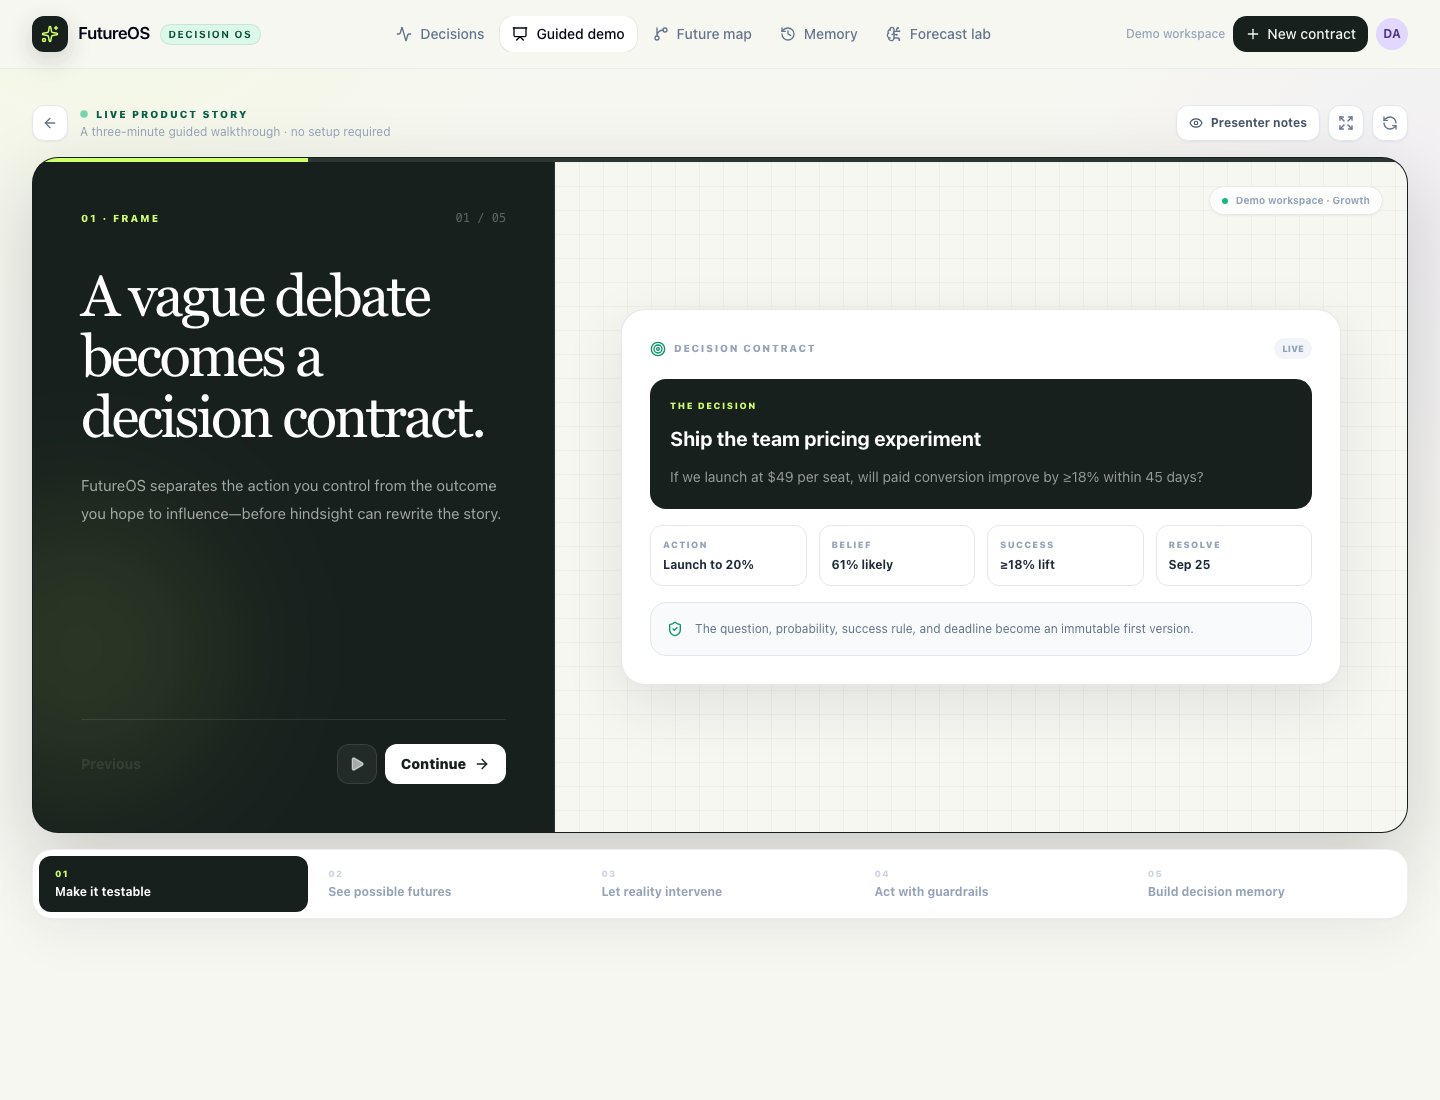 FutureOS
DECISION OS
Decisions
Guided demo
Future map
Memory
Forecast lab
Demo workspace
New contract
DA
LIVE PRODUCT STORY
A three-minute guided walkthrough · no setup required
Presenter notes
01 · FRAME
01 / 05
A vague debate
becomes a
decision contract.
FutureOS separates the action you control from the outcome
you hope to influence—before hindsight can rewrite the story.
Previous
Continue
Demo workspace · Growth
DECISION CONTRACT
LIVE
THE DECISION
Ship the team pricing experiment
If we launch at $49 per seat, will paid conversion improve by ≥18% within 45 days?
ACTION
Launch to 20%
BELIEF
61% likely
SUCCESS
≥18% lift
RESOLVE
Sep 25
The question, probability, success rule, and deadline become an immutable first version.
01
Make it testable
02
See possible futures
03
Let reality intervene
04
Act with guardrails
05
Build decision memory